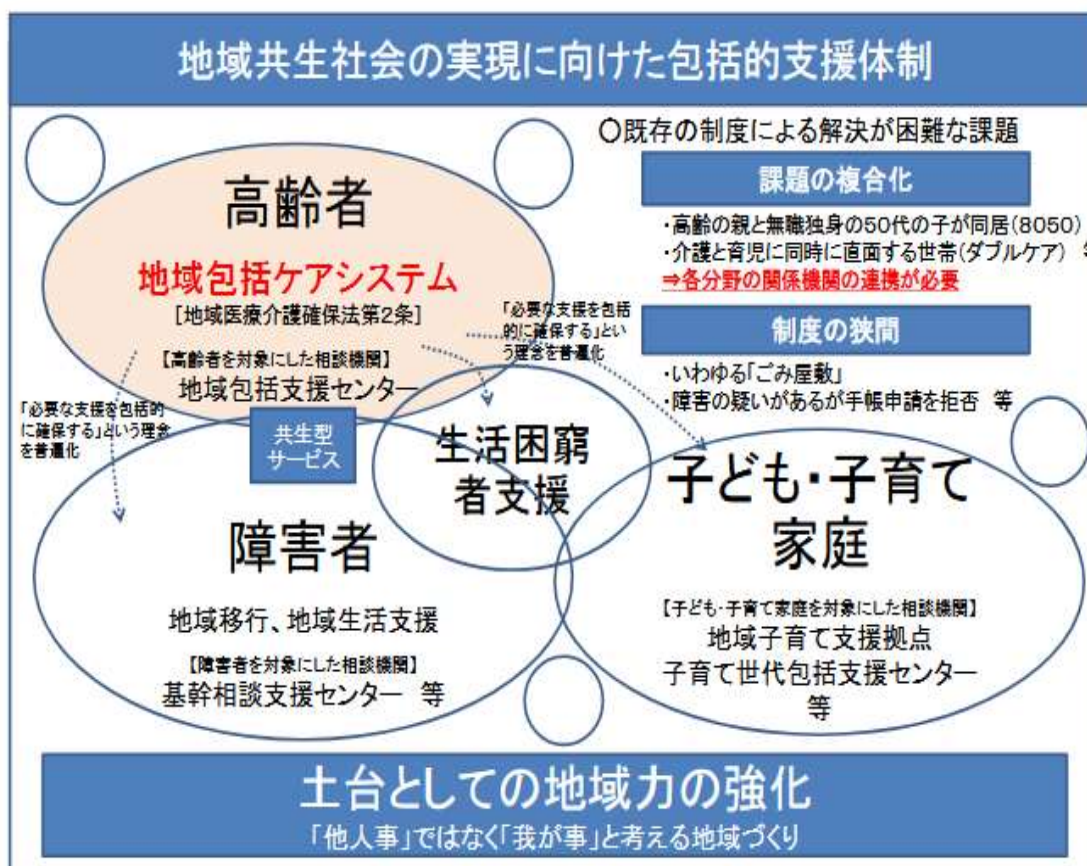 地域共生社会の実現に向けた包括的支援体制
〇既存の制度による解決が困難な課題
課題の複合化
・高齢の親と無職独身の50代の子が同居(8050)
・介護と育児に同時に直面する世帯(ダブルケア) 等
⇒各分野の関係機関の連携が必要
制度の狭間
・いわゆる「ごみ屋敷」
・障害の疑いがあるが手帳申請を拒否 等
高齢者
地域包括ケアシステム
[地域医療介護確保法第2条]
【高齢者を対象にした相談機関】
地域包括支援センター
「必要な支援を包括
的に確保する」とい
う理念を普遍化
「必要な支援を包括的
に確保する」という理念
を普遍化
共生型
サービス
生活困窮
者支援
障害者
地域移行、地域生活支援
【障害者を対象にした相談機関】
基幹相談支援センター 等
子ども・子育て
家庭
【子ども・子育て家庭を対象にした相談機関】
地域子育て支援拠点
子育て世代包括支援センター
等
土台としての地域力の強化
「他人事」ではなく「我が事」と考える地域づくり